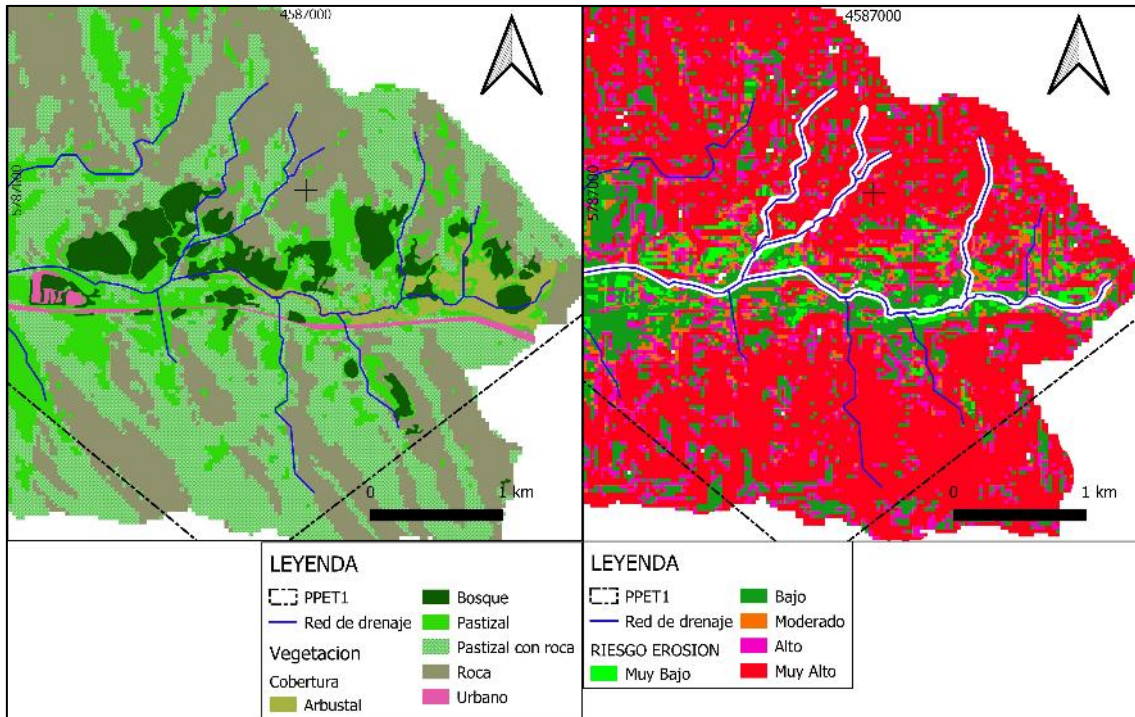 4587000
4587000
5787000
5787000
0 1 km
0 1 km
LEYENDA
PPET1
Red de drenaje
Vegetacion
Cobertura
Arbustal
Bosque
Pastizal
Pastizal con roca
Roca
Urbano
LEYENDA
PPET1
Red de drenaje
RIESGO EROSION
Muy Bajo
Bajo
Moderado
Alto
Muy Alto